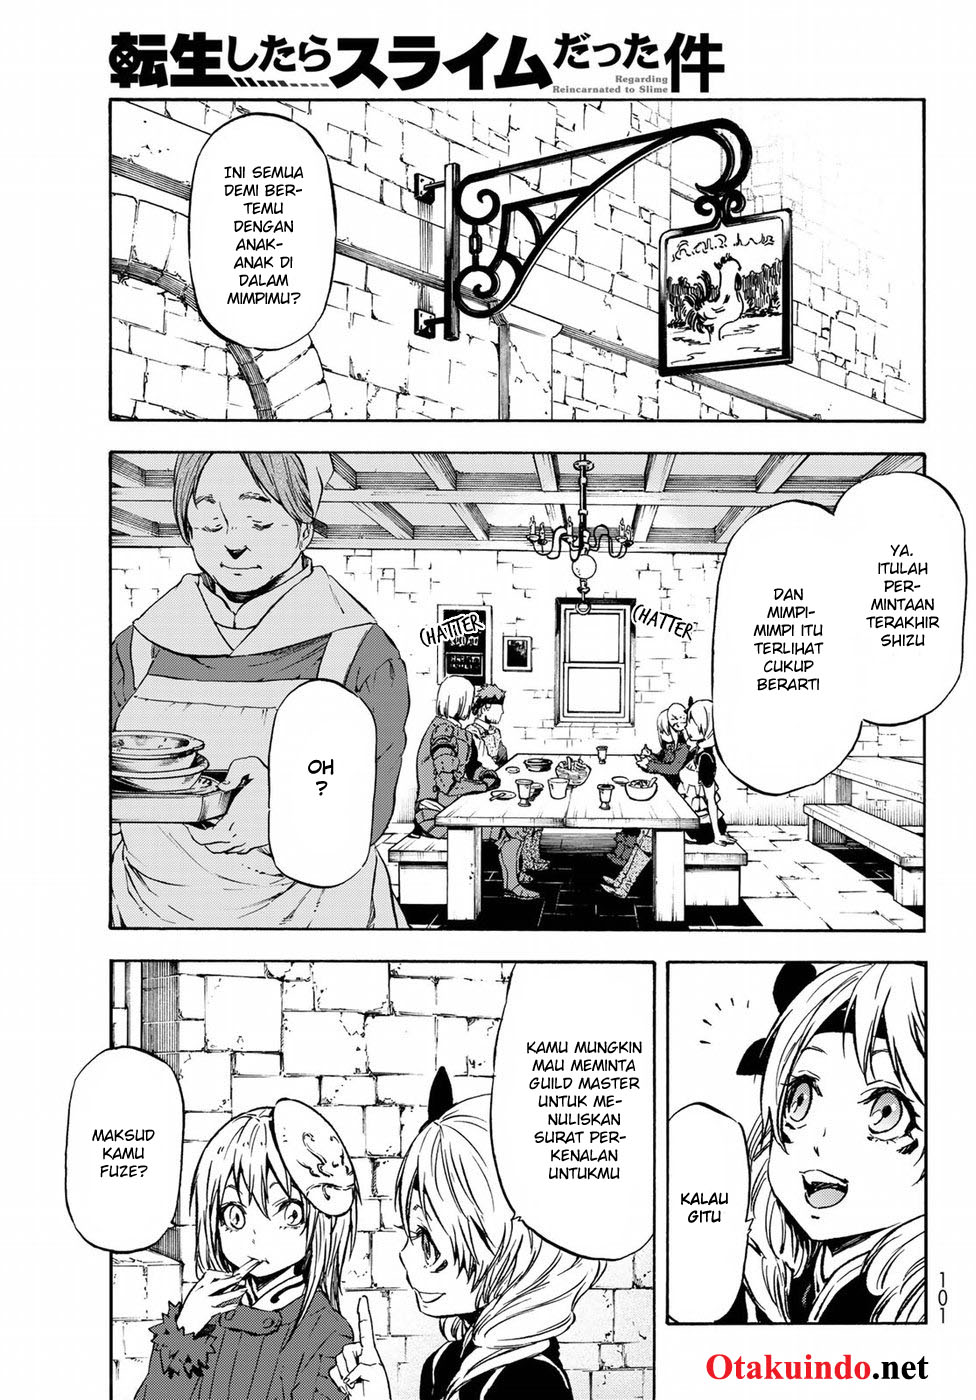 転生したらスライムだった件
Regarding
Reincarnated to Slime
INI SEMUA
DEMI BER-
TEMU
DENGAN
ANAK-
ANAK DI
DALAM
MIMPIMU?
YA.
ITULAH
PER-
MINTAAN
TERAKHIR
SHIZU
DAN
MIMPI-
MIMPI ITU
TERLIHAT
CUKUP
BERARTI
CHATTER
CHATTER
OH
?
KALAU
GITU
KAMU MUNGKIN
MAU MEMINTA
GUILD MASTER
UNTUK ME-
NULISKAN
SURAT PER-
KENALAN
UNTUKMU
MAKSUD
KAMU
FUZE?
101
Otakuindo.net